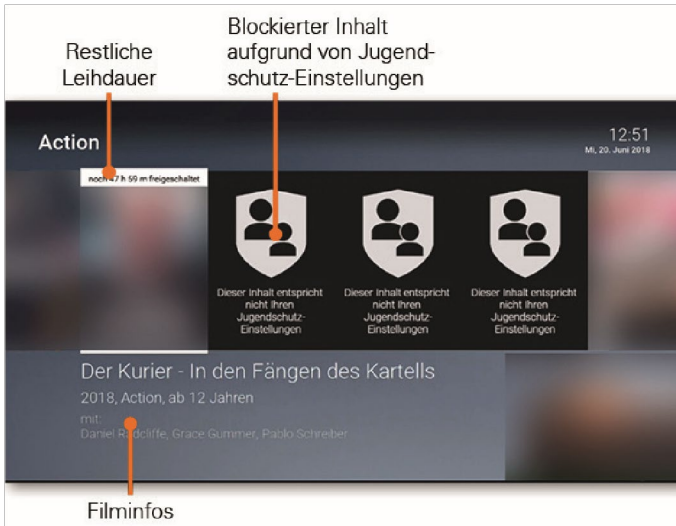 Blockierter Inhalt
aufgrund von Jugend-
schutz-Einstellungen
Restliche
Leihdauer
Action
12:51
Mi, 20. Juni 2018
noch 47 h 59 m freigeschaltet
Dieser Inhalt entspricht
nicht Ihren
Jugendschutz-
Einstellungen
Dieser Inhalt entspricht
nicht Ihren
Jugendschutz-
Einstellungen
Dieser Inhalt entspricht
nicht Ihren
Jugendschutz-
Einstellungen
Der Kurier - In den Fängen des Kartells
2018, Action, ab 12 Jahren
mit:
Daniel Radcliffe, Grace Gummer, Pablo Schreiber
Filminfos